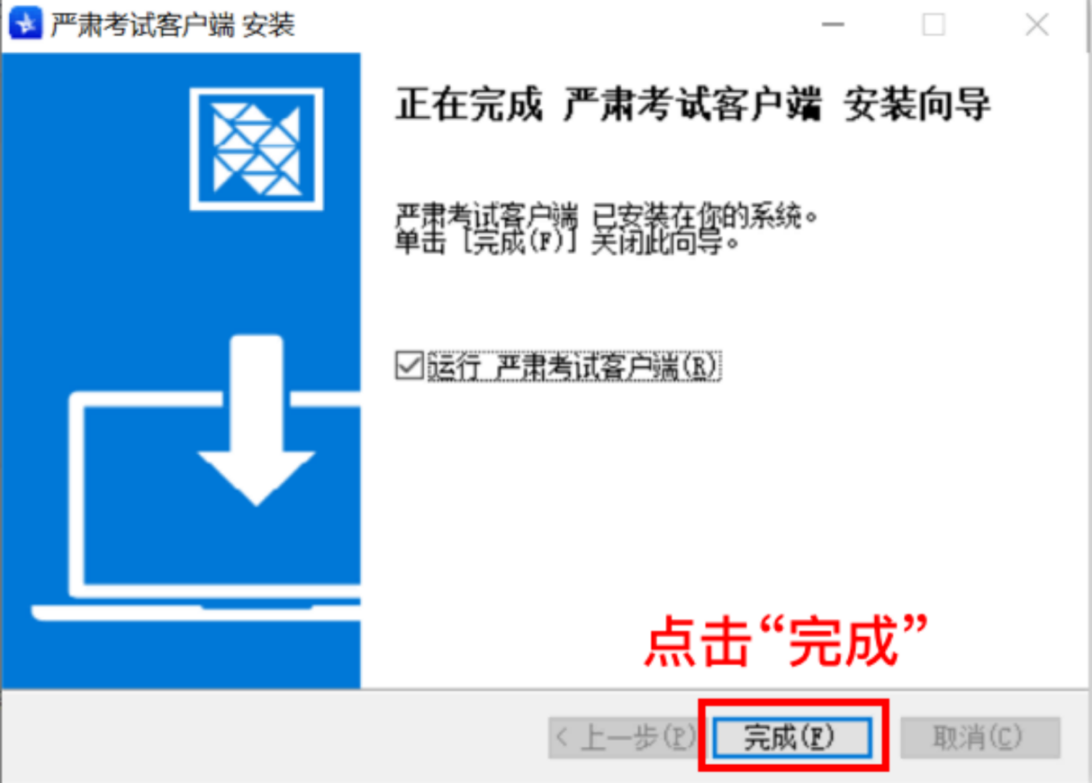 严肃考试客户端 安装
正在完成 严肃考试客户端 安装向导
严肃考试客户端 已安装在你的系统。
单击 [完成(F)] 关闭此向导。
运行 严肃考试客户端(R)
点击“完成”
< 上一步(P) 完成(F) 取消(C)